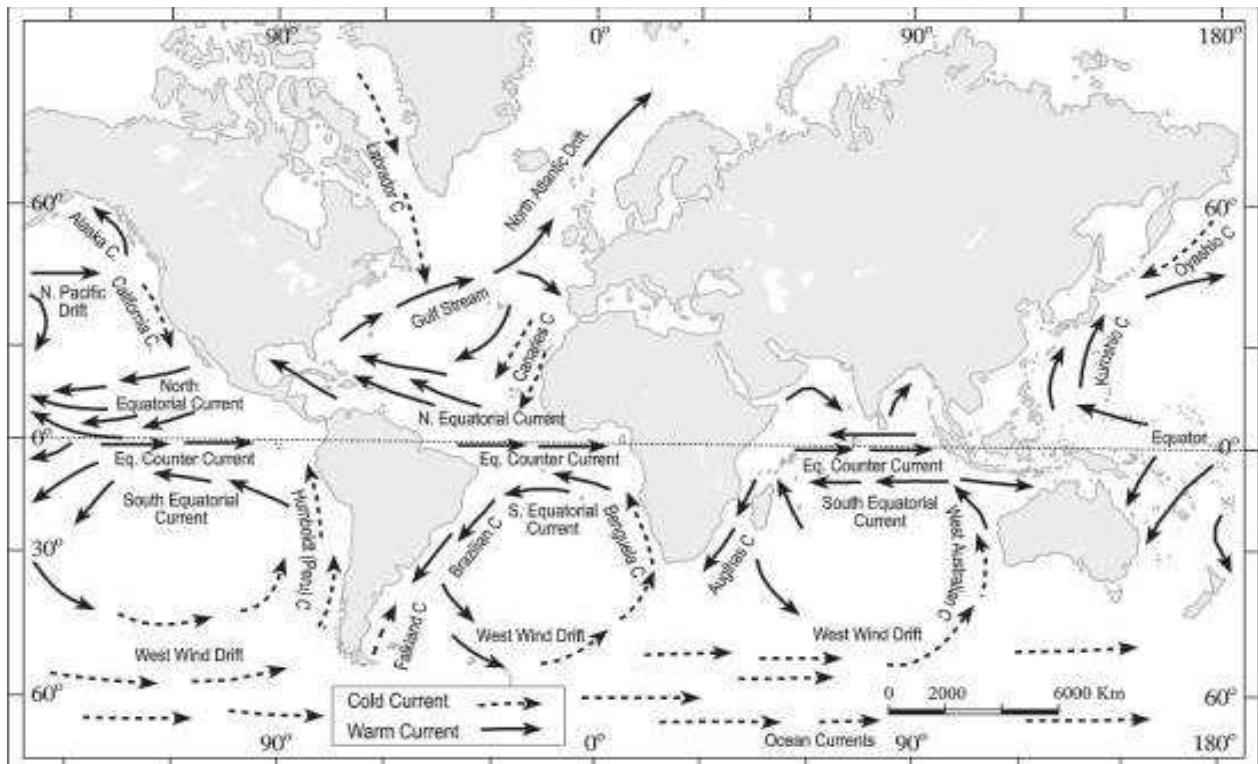 90° 0° 90° 180°
Labrador C
North Atlantic Drift
60°
60°
Alaska C.
Oyashio C
N. Pacific
Drift
California C.
Gulf Stream
Canaries C
Kuroshio C
North
Equatorial Current
N. Equatorial Current
0°
Equator
0°
Eq. Counter Current
Eq. Counter Current
Eq. Counter Current
South Equatorial
Current
Humboldt (Peru) C
S. Equatorial
Current
Benguela C
South Equatorial
Current
West Australian C
Brazilian C
Auglhas C
30°
30°
Falkland C
West Wind Drift
West Wind Drift
West Wind Drift
60°
Cold Current
Warm Current
0 2000 6000 Km
60°
Ocean Currents
90° 0° 90° 180°